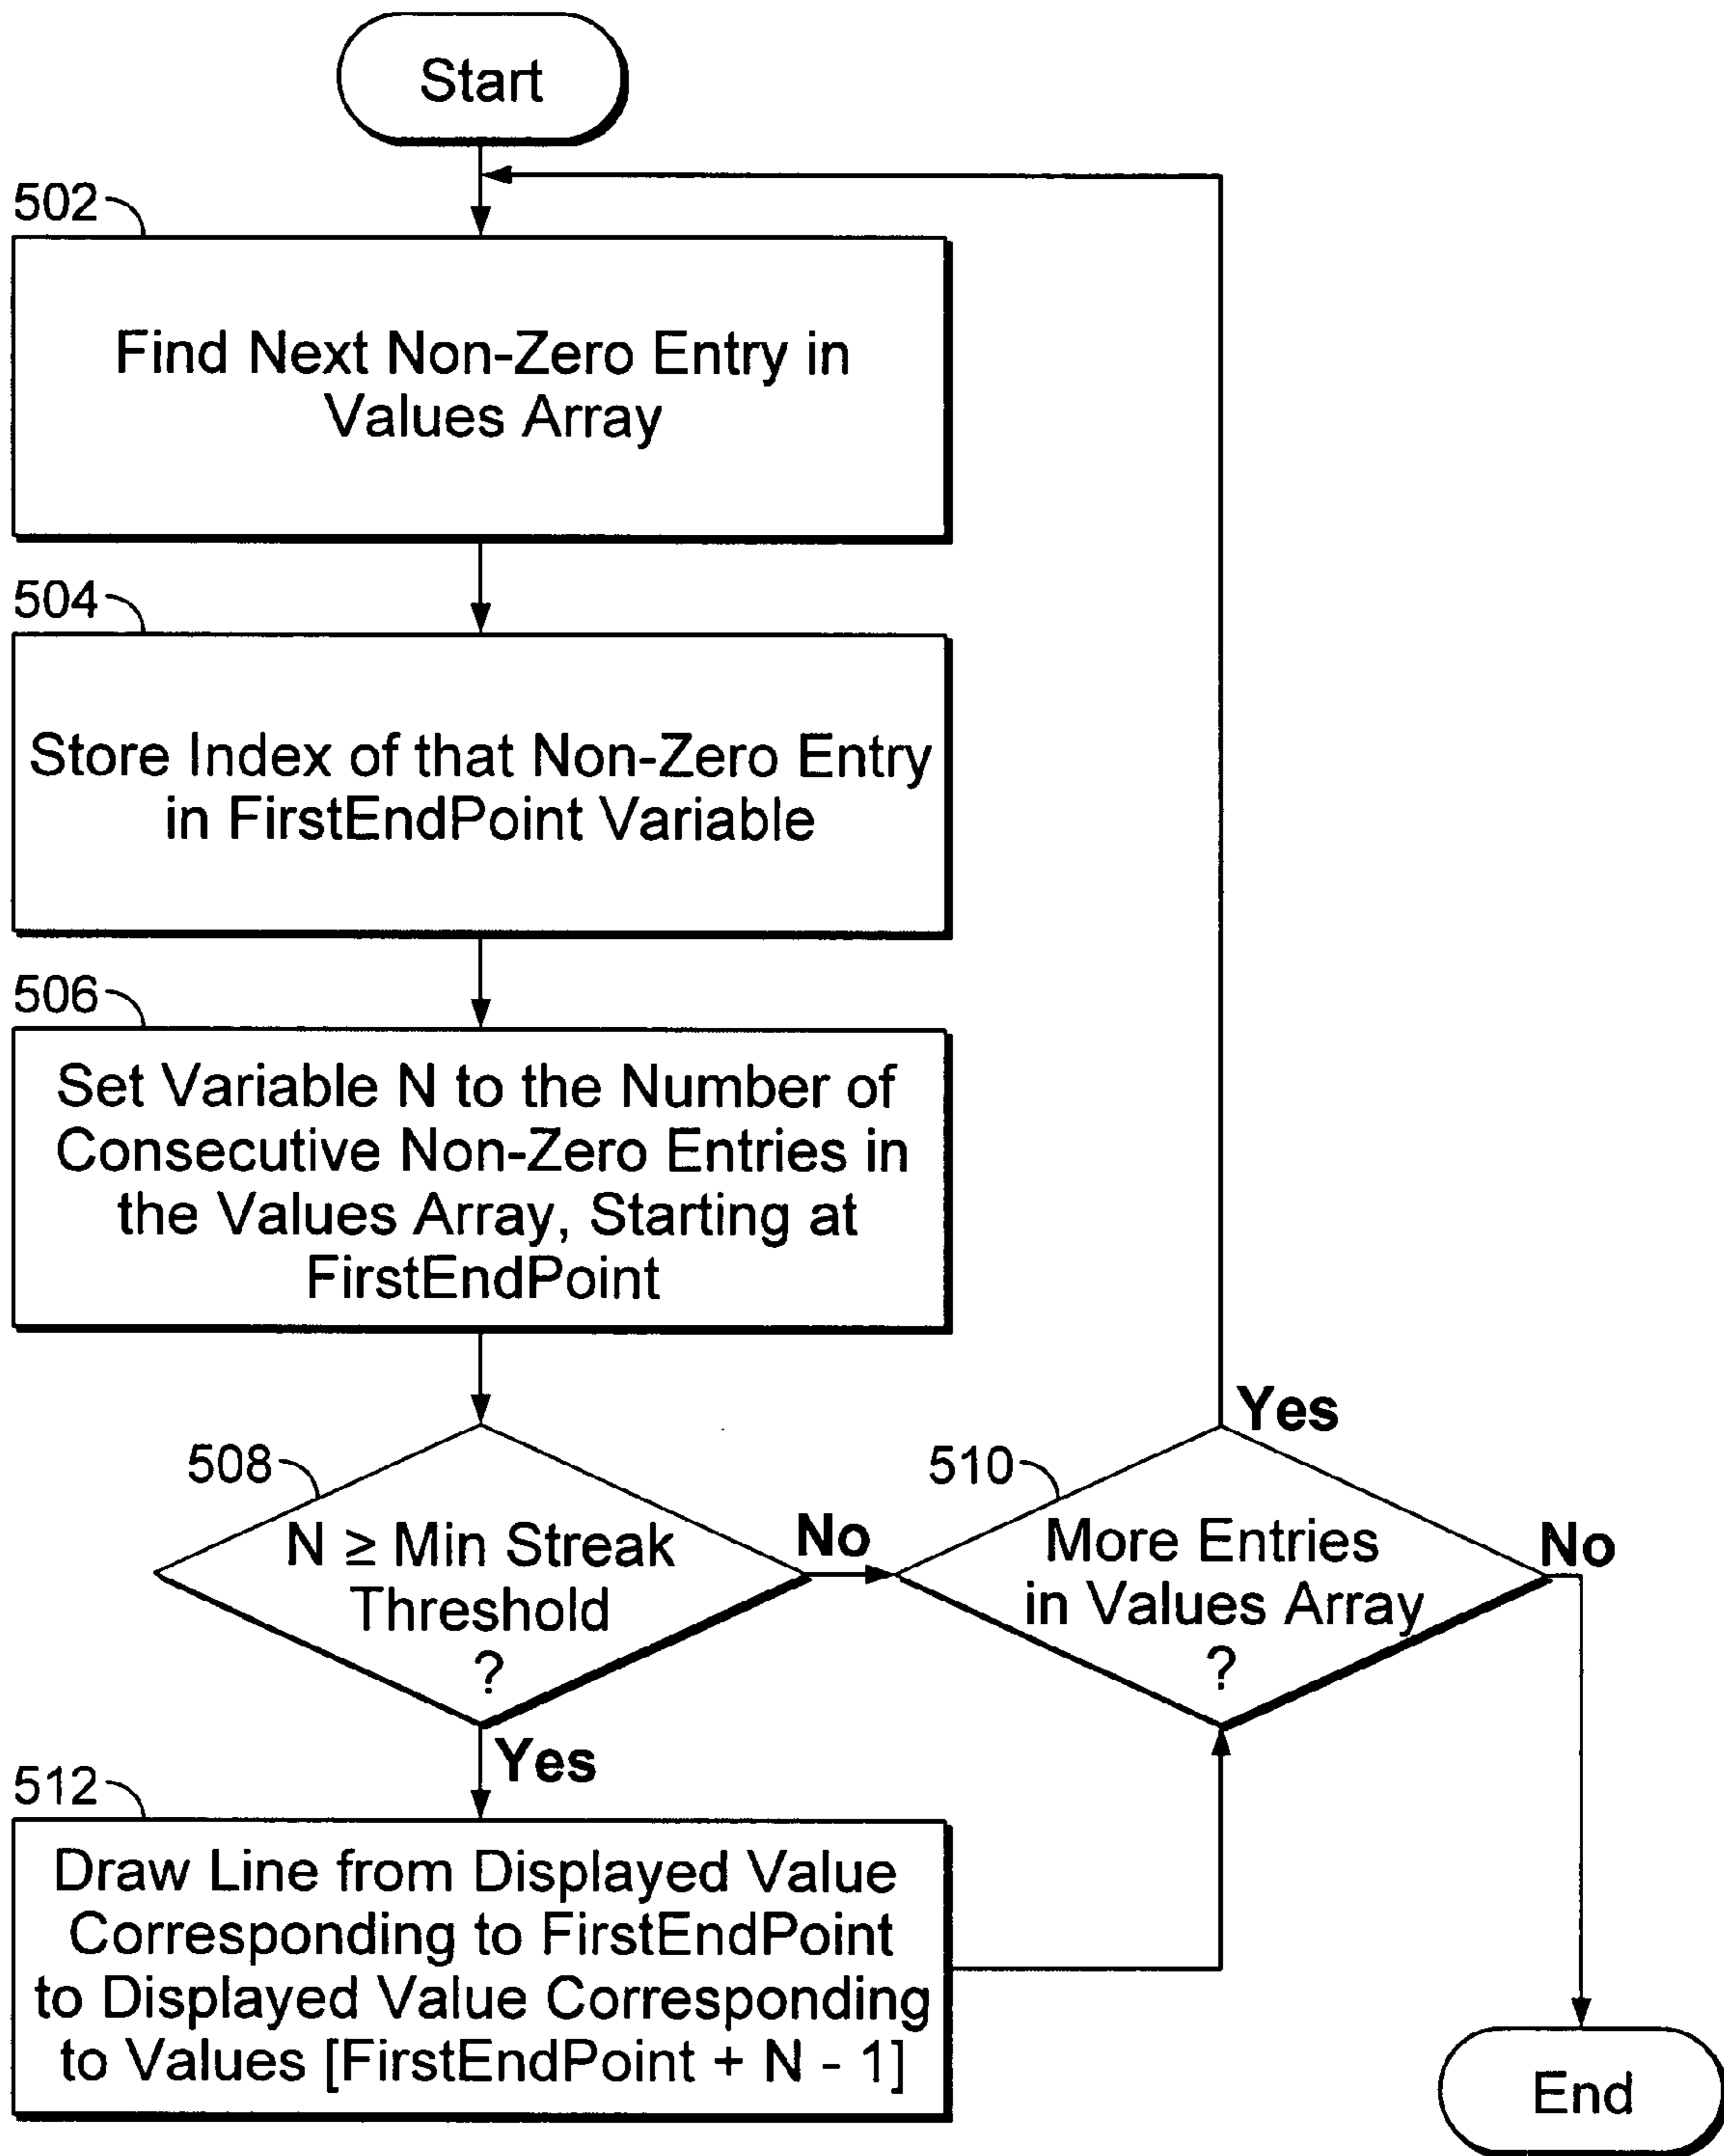 Start
502
Find Next Non-Zero Entry in
Values Array
504
Store Index of that Non-Zero Entry
in FirstEndPoint Variable
506
Set Variable N to the Number of
Consecutive Non-Zero Entries in
the Values Array, Starting at
FirstEndPoint
508
N ≥ Min Streak
Threshold
?
No
Yes
510
More Entries
in Values Array
?
Yes
No
512
Draw Line from Displayed Value
Corresponding to FirstEndPoint
to Displayed Value Corresponding
to Values [FirstEndPoint + N - 1]
End